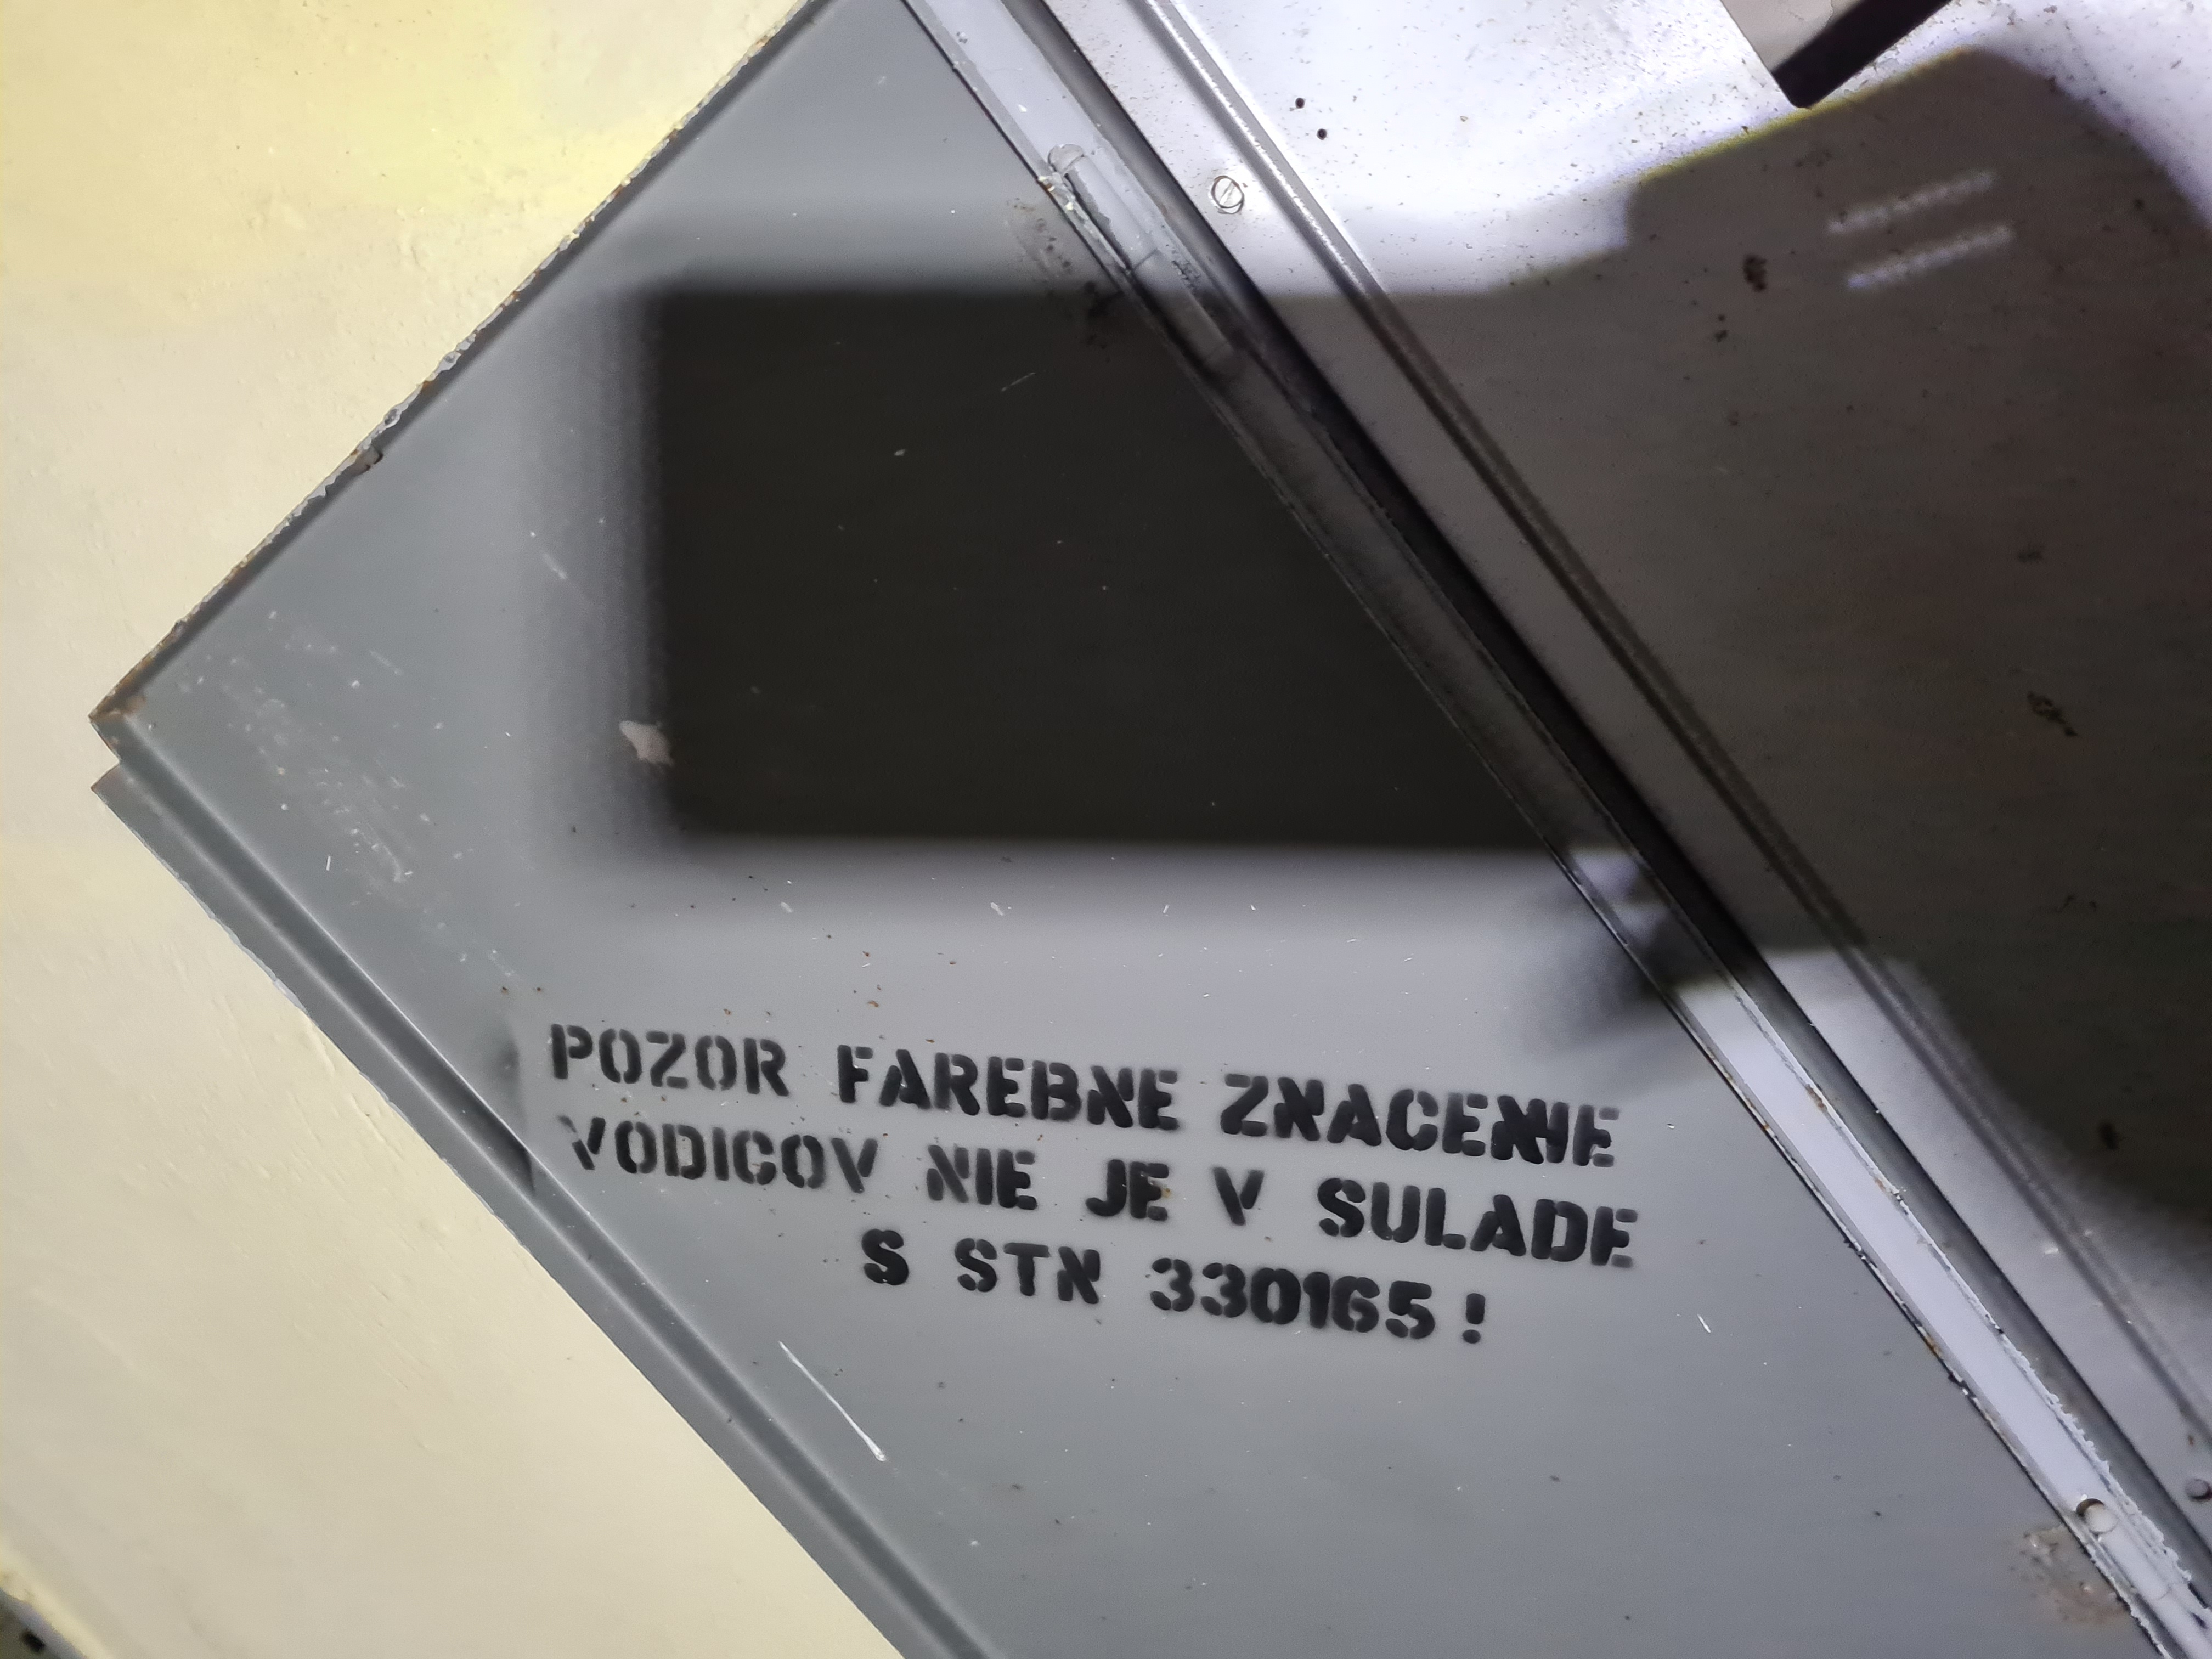 POZOR FAREBNE ZNACENIE
VODICOV NIE JE V SULADE
S STN 330165!